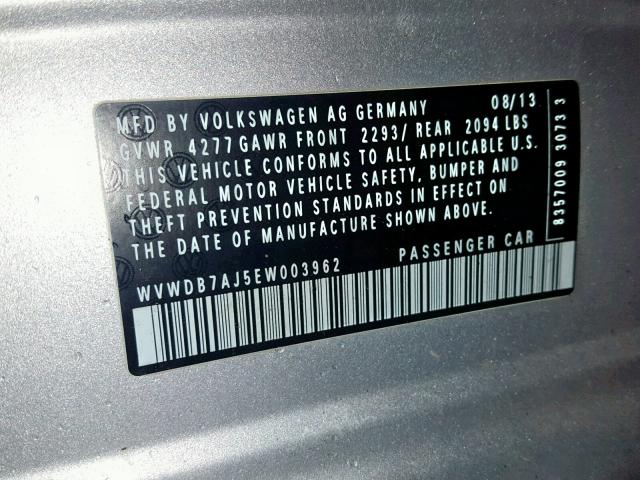 MFD BY VOLKSWAGEN AG GERMANY 08/13
GVWR 4277 GAWR FRONT 2293/ REAR 2094 LBS
THIS VEHICLE CONFORMS TO ALL APPLICABLE U.S.
FEDERAL MOTOR VEHICLE SAFETY, BUMPER AND
THEFT PREVENTION STANDARDS IN EFFECT ON
THE DATE OF MANUFACTURE SHOWN ABOVE.
WVWDB7AJ5EW003962 PASSENGER CAR
8357009 3073 3